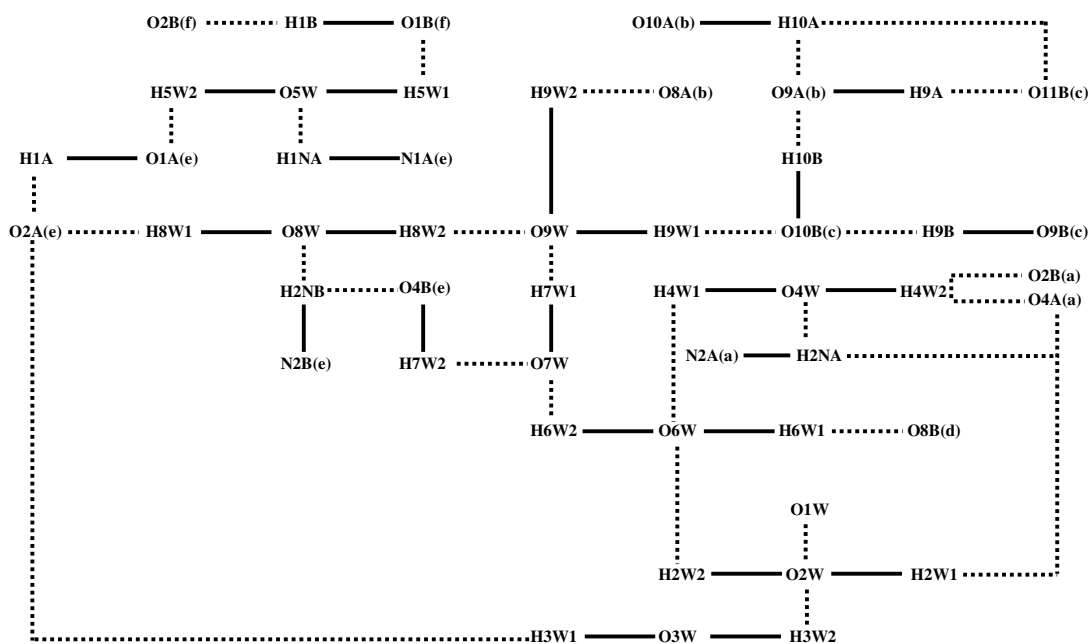 O2B(f) H1B O1B(f) O10A(b) H10A
H5W2 O5W H5W1 H9W2 O8A(b) O9A(b) H9A O11B(c)
H1A O1A(e) H1NA N1A(e) H10B
O2A(e) H8W1 O8W H8W2 O9W H9W1 O10B(c) H9B O9B(c)
O2B(a)
H2NB O4B(e) H7W1 H4W1 O4W H4W2 O4A(a)
N2B(e) H7W2 O7W N2A(a) H2NA
H6W2 O6W H6W1 O8B(d)
O1W
H2W2 O2W H2W1
H3W1 O3W H3W2